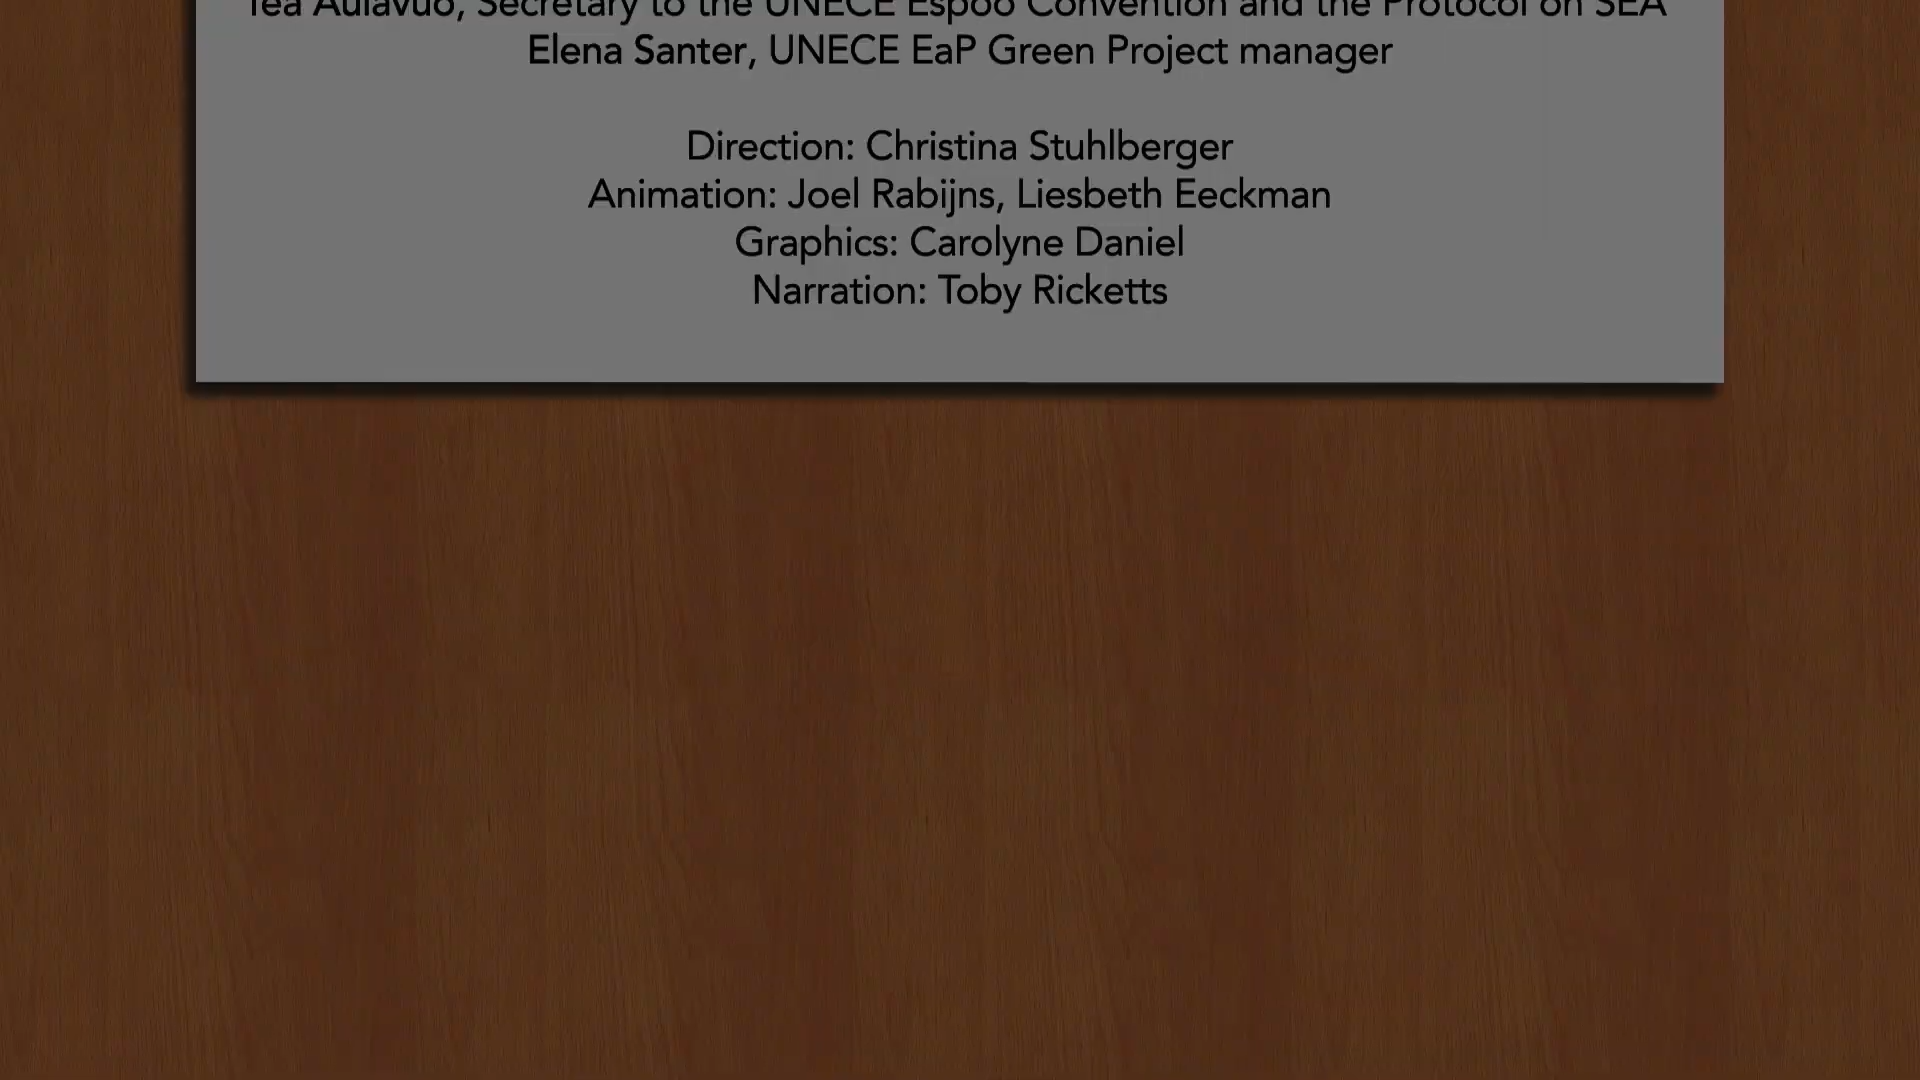 Tea Aulavuo, Secretary to the UNECE Espoo Convention and the Protocol on SEA
Elena Santer, UNECE EaP Green Project manager
Direction: Christina Stuhlberger
Animation: Joel Rabijns, Liesbeth Eeckman
Graphics: Carolyne Daniel
Narration: Toby Ricketts